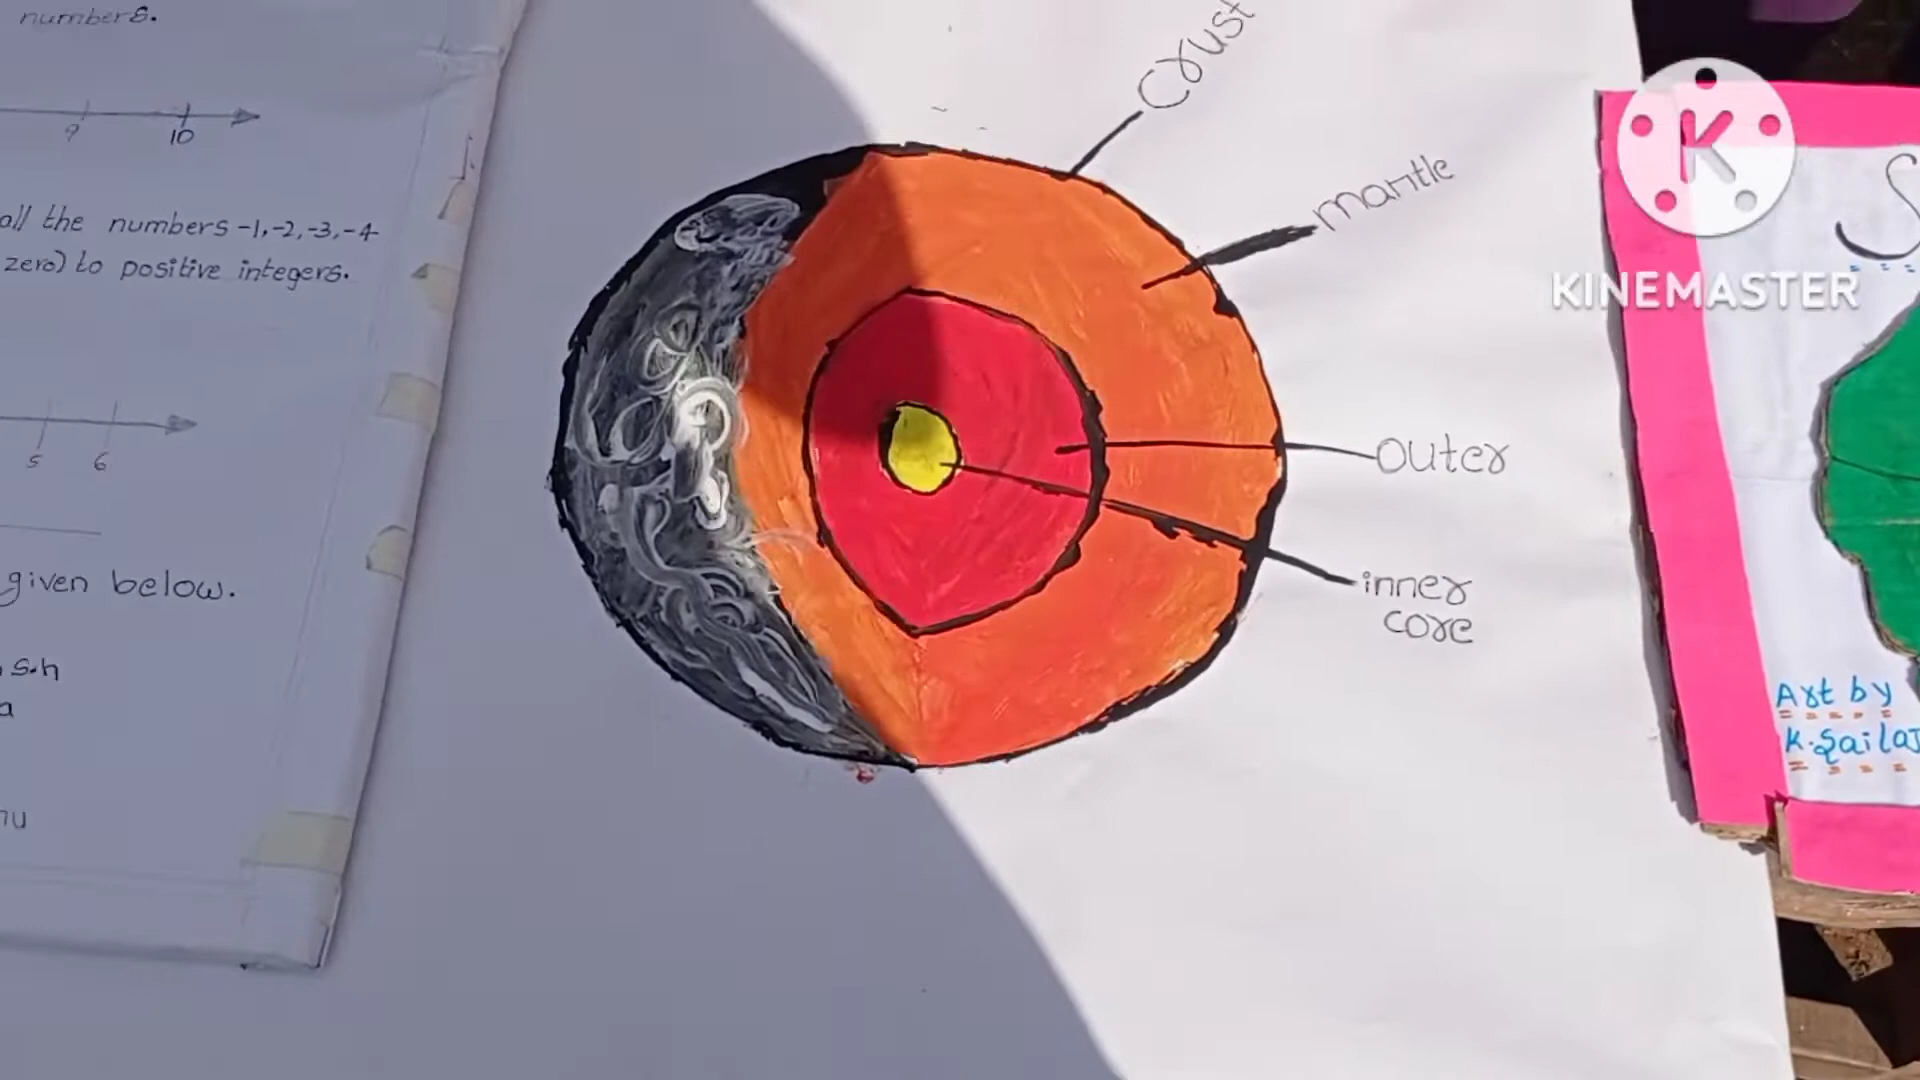 numbers.
9 10
all the numbers -1,-2,-3,-4
zero) to positive integers.
5 6
given below.
s.h
a
Crust
mantle
outer
inner
core
K
KINEMASTER
S
Art by
K.Sailaj